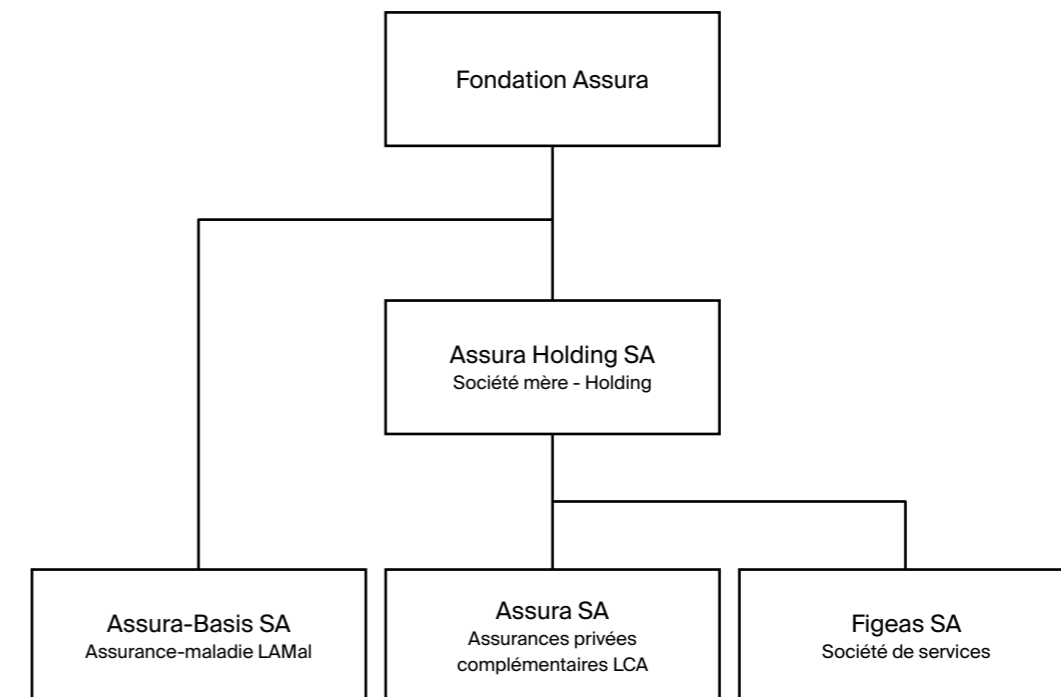 Fondation Assura
Assura Holding SA
Société mère - Holding
Assura-Basis SA
Assurance-maladie LAMal
Assura SA
Assurances privées
complémentaires LCA
Figeas SA
Société de services